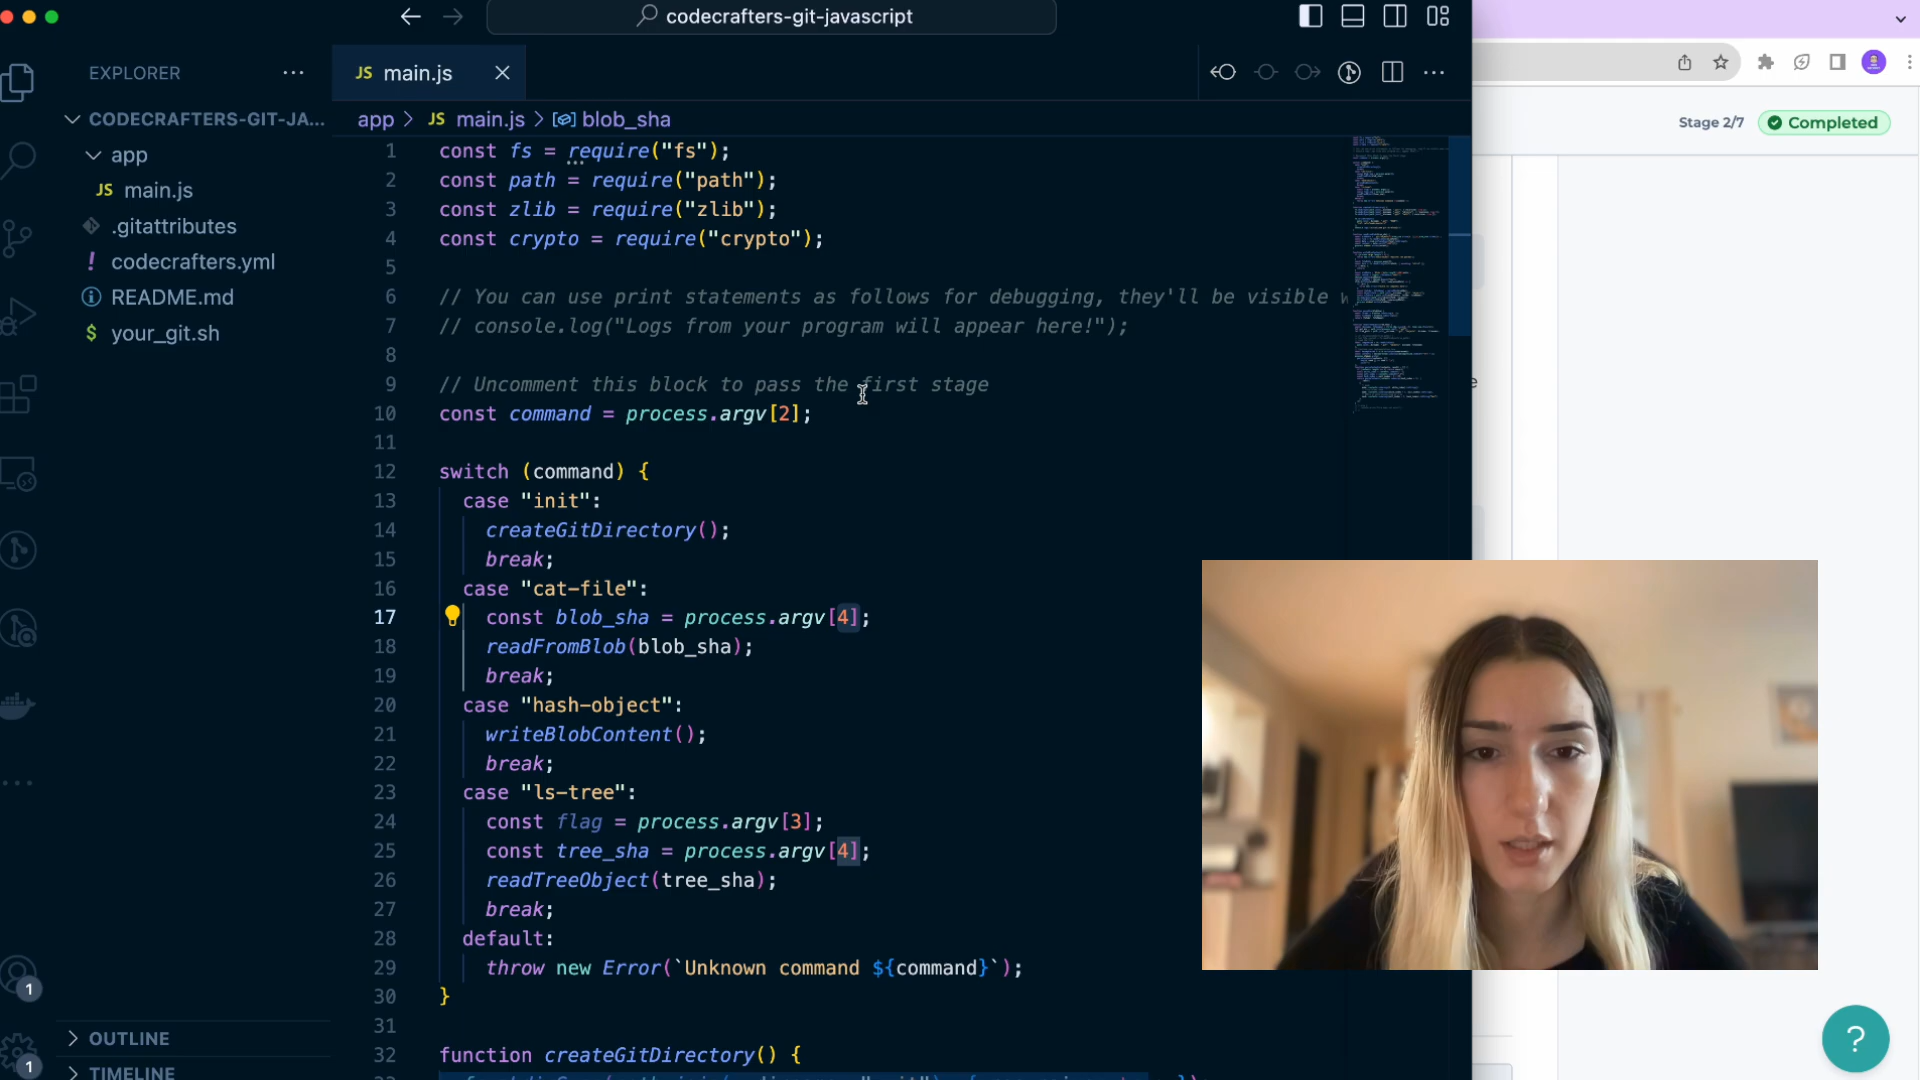 codecrafters-git-javascript
EXPLORER
JS main.js
Stage 2/7
Completed
CODECRAFTERS-GIT-JA...
app
JS main.js
.gitattributes
! codecrafters.yml
README.md
$ your_git.sh
app > JS main.js > blob_sha
1 const fs = require("fs");
2 const path = require("path");
3 const zlib = require("zlib");
4 const crypto = require("crypto");
5
6 // You can use print statements as follows for debugging, they'll be visible
7 // console.log("Logs from your program will appear here!");
8
9 // Uncomment this block to pass the first stage
10 const command = process.argv[2];
11
12 switch (command) {
13 case "init":
14 createGitDirectory();
15 break;
16 case "cat-file":
17 const blob_sha = process.argv[4];
18 readFromBlob(blob_sha);
19 break;
20 case "hash-object":
21 writeBlobContent();
22 break;
23 case "ls-tree":
24 const flag = process.argv[3];
25 const tree_sha = process.argv[4];
26 readTreeObject(tree_sha);
27 break;
28 default:
29 throw new Error(`Unknown command ${command}`);
30 }
31
32 function createGitDirectory() {
1
1
OUTLINE
TIMELINE
?